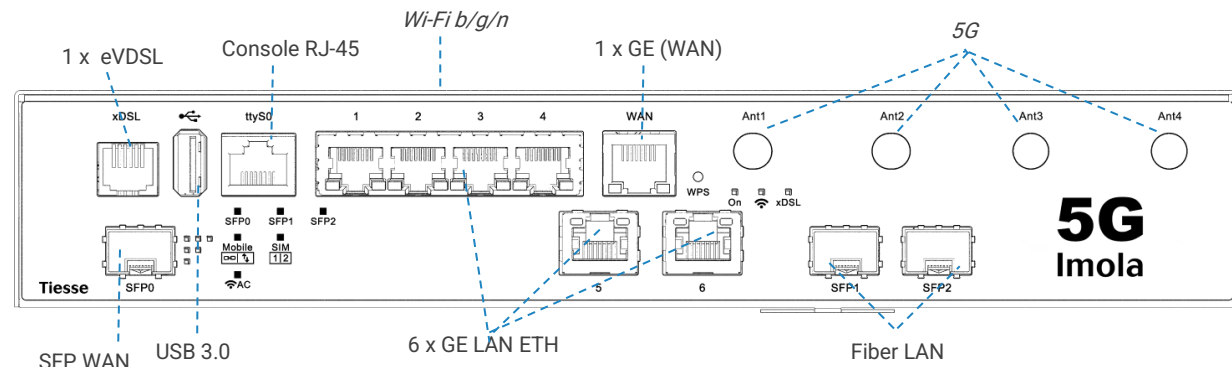 Wi-Fi b/g/n
1 x eVDSL
Console RJ-45
1 x GE (WAN)
5G
xDSL
ttyS0
1
2
3
4
WAN
Ant1
Ant2
Ant3
Ant4
WPS
On
xDSL
SFP0
SFP1
SFP2
Mobile
SIM
1 2
AC
5G
Imola
Tiesse
SFP0
5
6
SFP1
SFP2
SFP WAN
USB 3.0
6 x GE LAN ETH
Fiber LAN